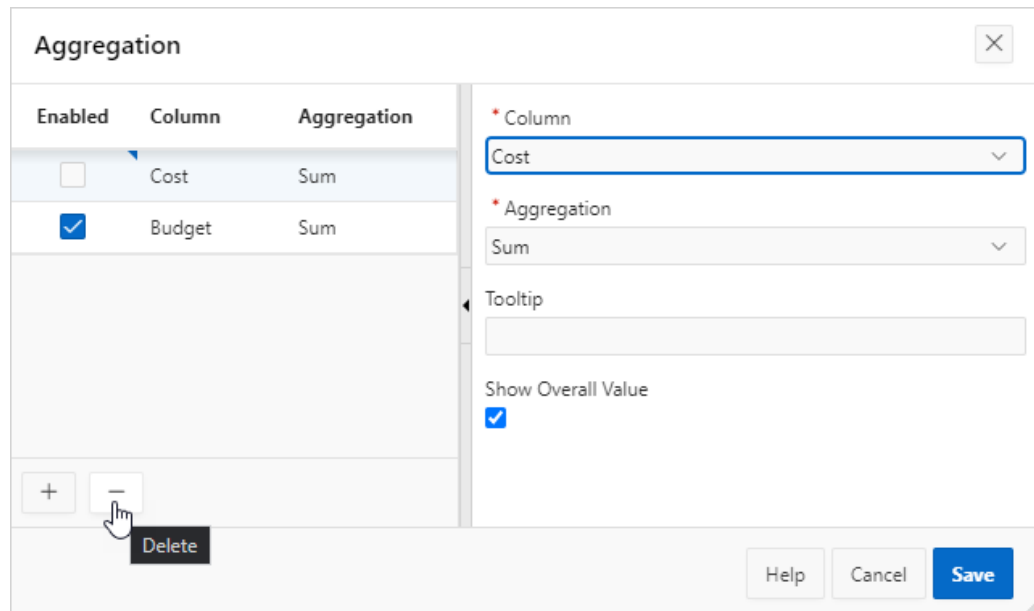 Aggregation
Enabled Column Aggregation
Cost Sum
Budget Sum
* Column
Cost
* Aggregation
Sum
Tooltip
Show Overall Value
Delete
Help Cancel Save